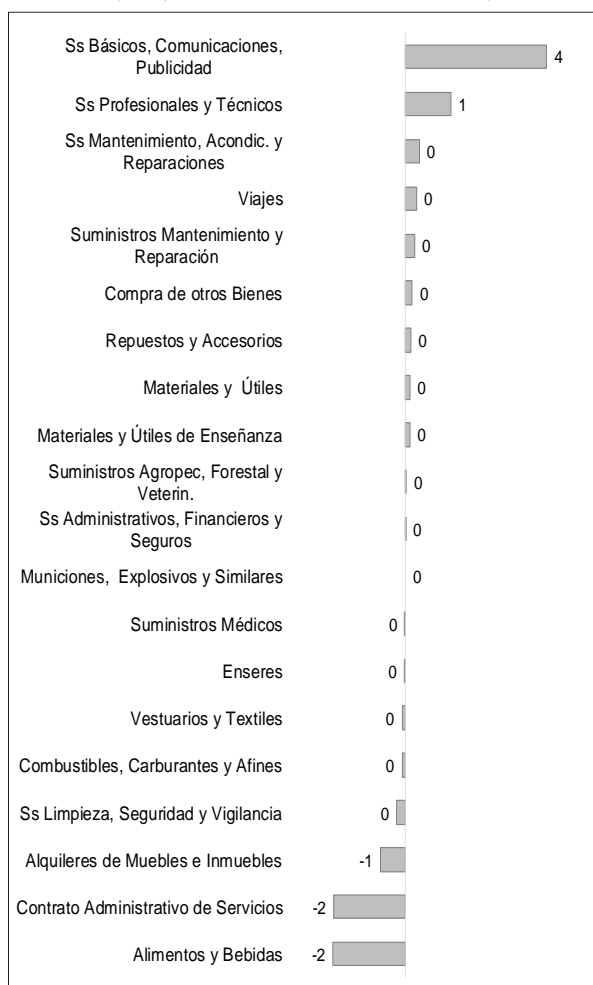 Ss Básicos, Comunicaciones,
Publicidad
4
Ss Profesionales y Técnicos
1
Ss Mantenimiento, Acondic. y
Reparaciones
0
Viajes
0
Suministros Mantenimiento y
Reparación
0
Compra de otros Bienes
0
Repuestos y Accesorios
0
Materiales y Útiles
0
Materiales y Útiles de Enseñanza
0
Suministros Agropec, Forestal y
Veterin.
0
Ss Administrativos, Financieros y
Seguros
0
Municiones, Explosivos y Similares
0
Suministros Médicos
0
Enseres
0
Vestuarios y Textiles
0
Combustibles, Carburantes y Afines
0
Ss Limpieza, Seguridad y Vigilancia
0
Alquileres de Muebles e Inmuebles
-1
Contrato Administrativo de Servicios
-2
Alimentos y Bebidas
-2